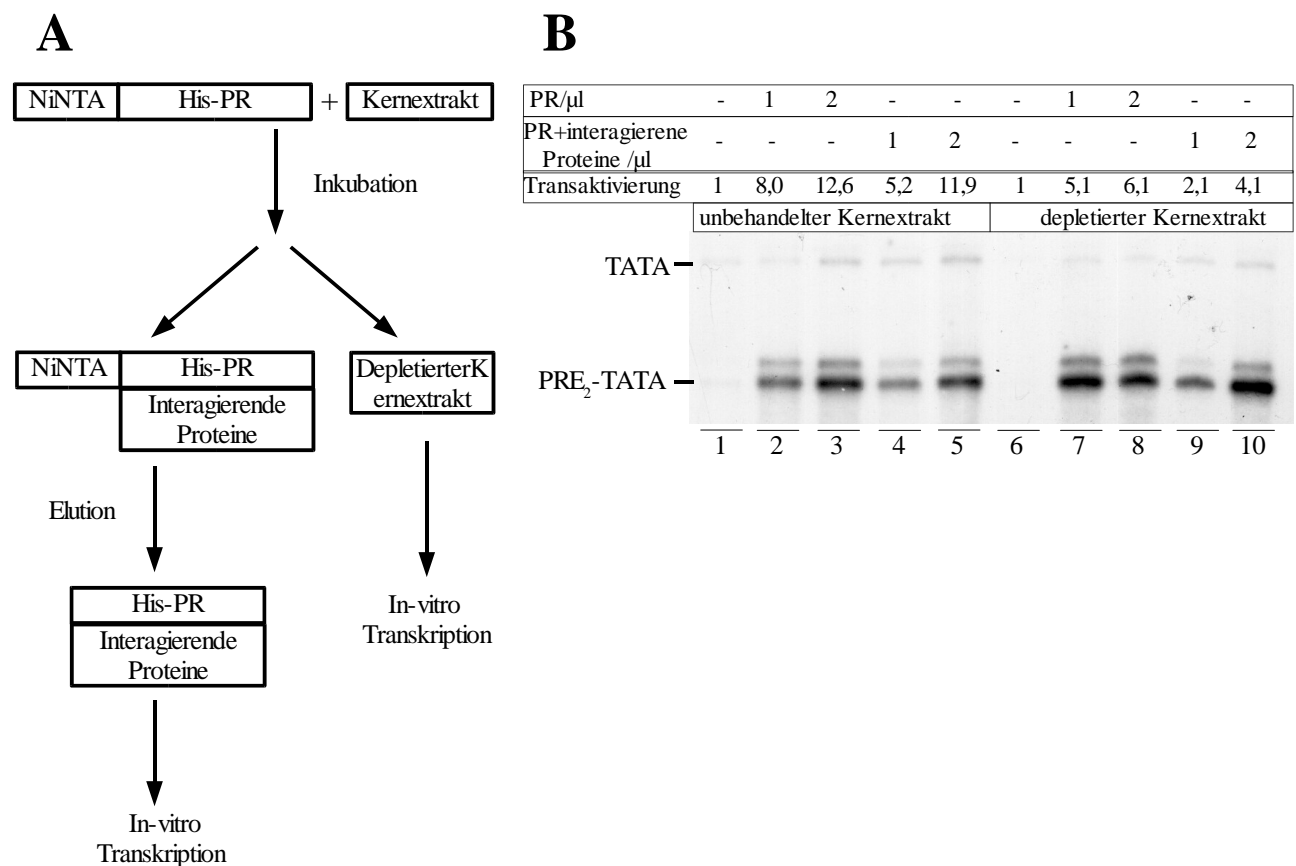 A
NiNTA His-PR + Kernextrakt
Inkubation
NiNTA His-PR
Interagierende
Proteine
DepletierterK
ernextrakt
Elution
His-PR
Interagierende
Proteine
In-vitro
Transkription
In-vitro
Transkription
B
PR/µl - 1 2 - - - 1 2 - -
PR+interagierene
Proteine /µl - - - 1 2 - - - 1 2
Transaktivierung 1 8,0 12,6 5,2 11,9 1 5,1 6,1 2,1 4,1
unbehandelter Kernextrakt depletierter Kernextrakt
TATA
PRE2-TATA
1 2 3 4 5 6 7 8 9 10